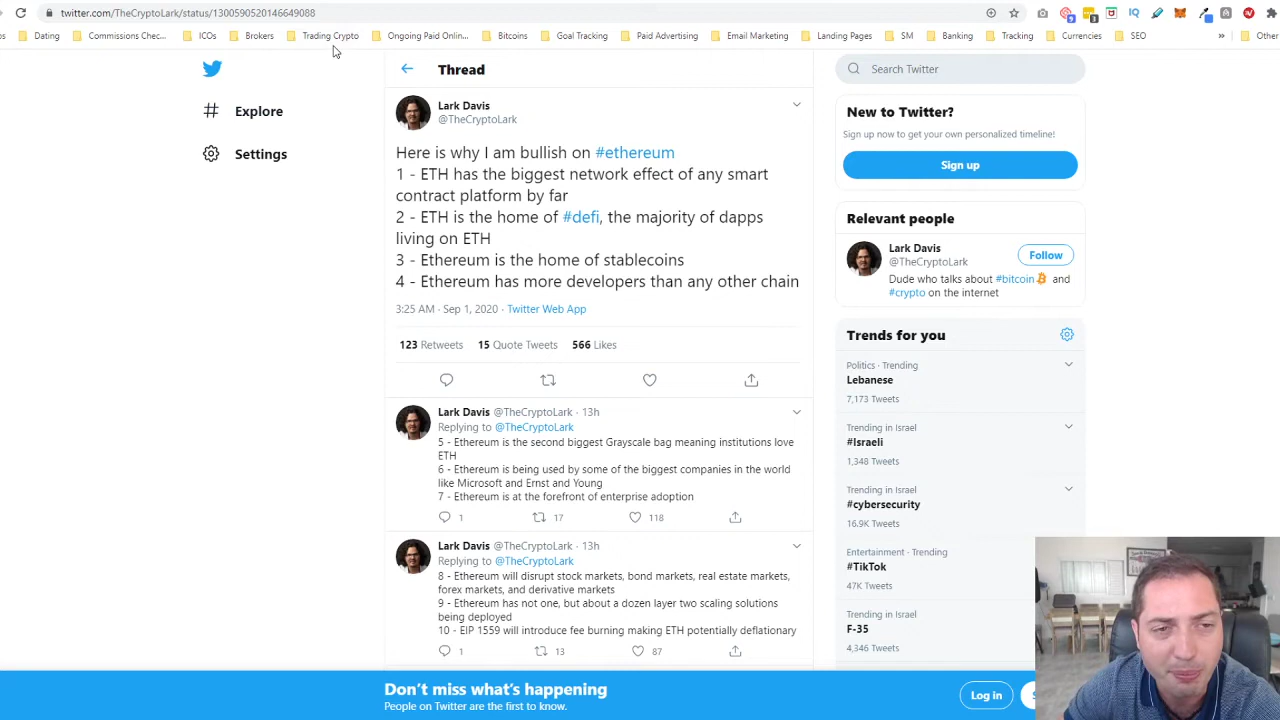 twitter.com/TheCryptoLark/status/1300590520146649088
Dating
Commissions Chec...
ICOs
Brokers
Trading Crypto
Ongoing Paid Onlin...
Bitcoins
Goal Tracking
Paid Advertising
Email Marketing
Landing Pages
SM
Banking
Tracking
Currencies
SEO
»
Other
Explore
Settings
Thread
Lark Davis
@TheCryptoLark
Here is why I am bullish on #ethereum
1 - ETH has the biggest network effect of any smart
contract platform by far
2 - ETH is the home of #defi, the majority of dapps
living on ETH
3 - Ethereum is the home of stablecoins
4 - Ethereum has more developers than any other chain
3:25 AM · Sep 1, 2020 · Twitter Web App
123 Retweets 15 Quote Tweets 566 Likes
Lark Davis @TheCryptoLark · 13h
Replying to @TheCryptoLark
5 - Ethereum is the second biggest Grayscale bag meaning institutions love
ETH
6 - Ethereum is being used by some of the biggest companies in the world
like Microsoft and Ernst and Young
7 - Ethereum is at the forefront of enterprise adoption
1 17 118
Lark Davis @TheCryptoLark · 13h
Replying to @TheCryptoLark
8 - Ethereum will disrupt stock markets, bond markets, real estate markets,
forex markets, and derivative markets
9 - Ethereum has not one, but about a dozen layer two scaling solutions
being deployed
10 - EIP 1559 will introduce fee burning making ETH potentially deflationary
1 13 87
Search Twitter
New to Twitter?
Sign up now to get your own personalized timeline!
Sign up
Relevant people
Lark Davis
@TheCryptoLark
Follow
Dude who talks about #bitcoin and
#crypto on the internet
Trends for you
Politics · Trending
Lebanese
7,173 Tweets
Trending in Israel
#Israeli
1,348 Tweets
Trending in Israel
#cybersecurity
16.9K Tweets
Entertainment · Trending
#TikTok
47K Tweets
Trending in Israel
F-35
4,346 Tweets
Don't miss what's happening
People on Twitter are the first to know.
Log in